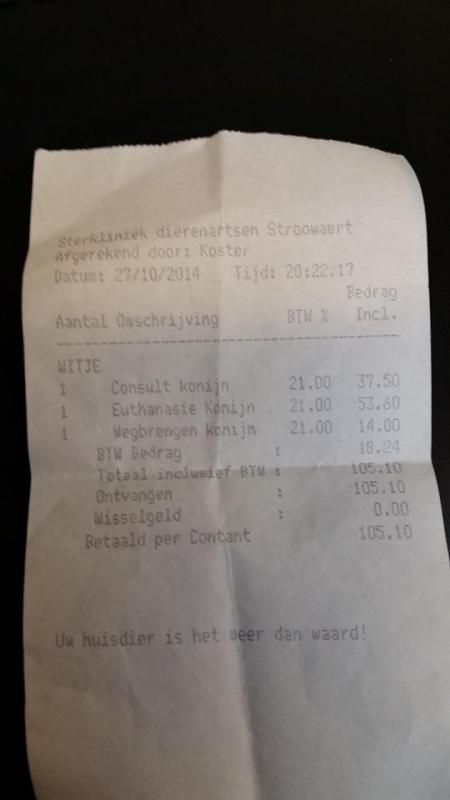 Sterkliniek dierenartsen Stroowaert
Afgerekend door: Koster
Datum: 27/10/2014 Tijd: 20:22.17
Bedrag
Aantal Omschrijving BTW % Incl.
WITJE
1 Consult konijn 21.00 37.50
1 Euthanasie Konijn 21.00 53.60
1 Wegbrengen konijn 21.00 14.00
BTW Bedrag : 18.24
Totaal inclusief BTW : 105.10
Ontvangen : 105.10
Wisselgeld : 0.00
Betaald per Contant 105.10
Uw huisdier is het meer dan waard!